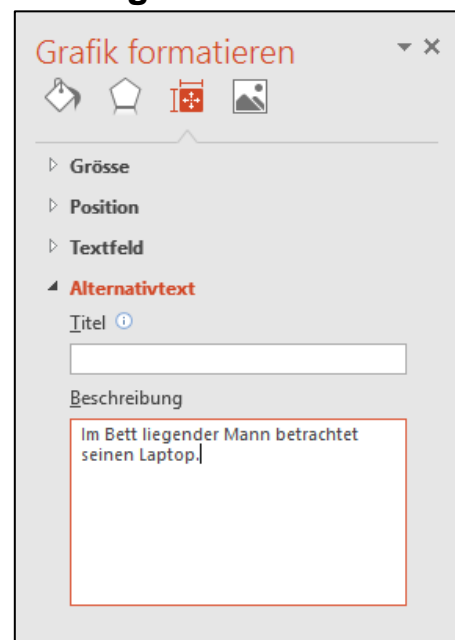 Grafik formatieren
Grösse
Position
Textfeld
Alternativtext
Titel
Beschreibung
Im Bett liegender Mann betrachtet
seinen Laptop.